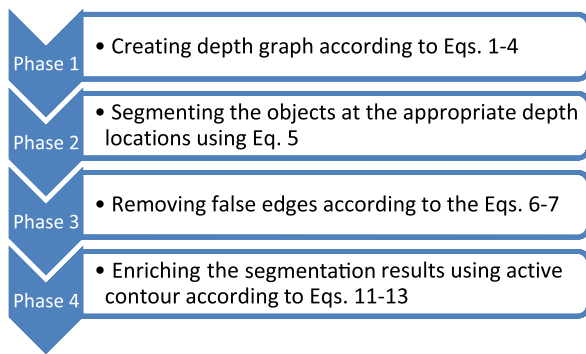 Phase 1
• Creating depth graph according to Eqs. 1-4
Phase 2
• Segmenting the objects at the appropriate depth
locations using Eq. 5
Phase 3
• Removing false edges according to the Eqs. 6-7
Phase 4
• Enriching the segmentation results using active
contour according to Eqs. 11-13